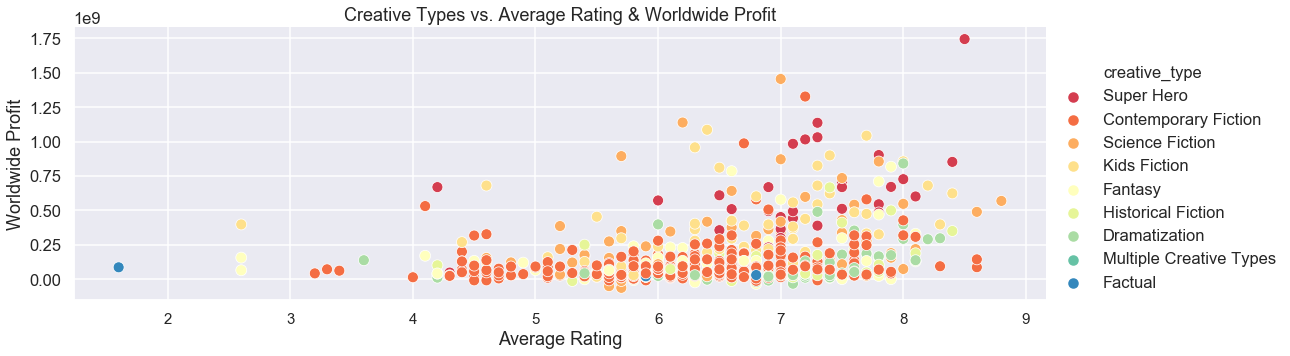 Creative Types vs. Average Rating & Worldwide Profit
1e9
1.75
1.50
1.25
1.00
0.75
0.50
0.25
0.00
Worldwide Profit
2 3 4 5 6 7 8 9
Average Rating
creative_type
Super Hero
Contemporary Fiction
Science Fiction
Kids Fiction
Fantasy
Historical Fiction
Dramatization
Multiple Creative Types
Factual